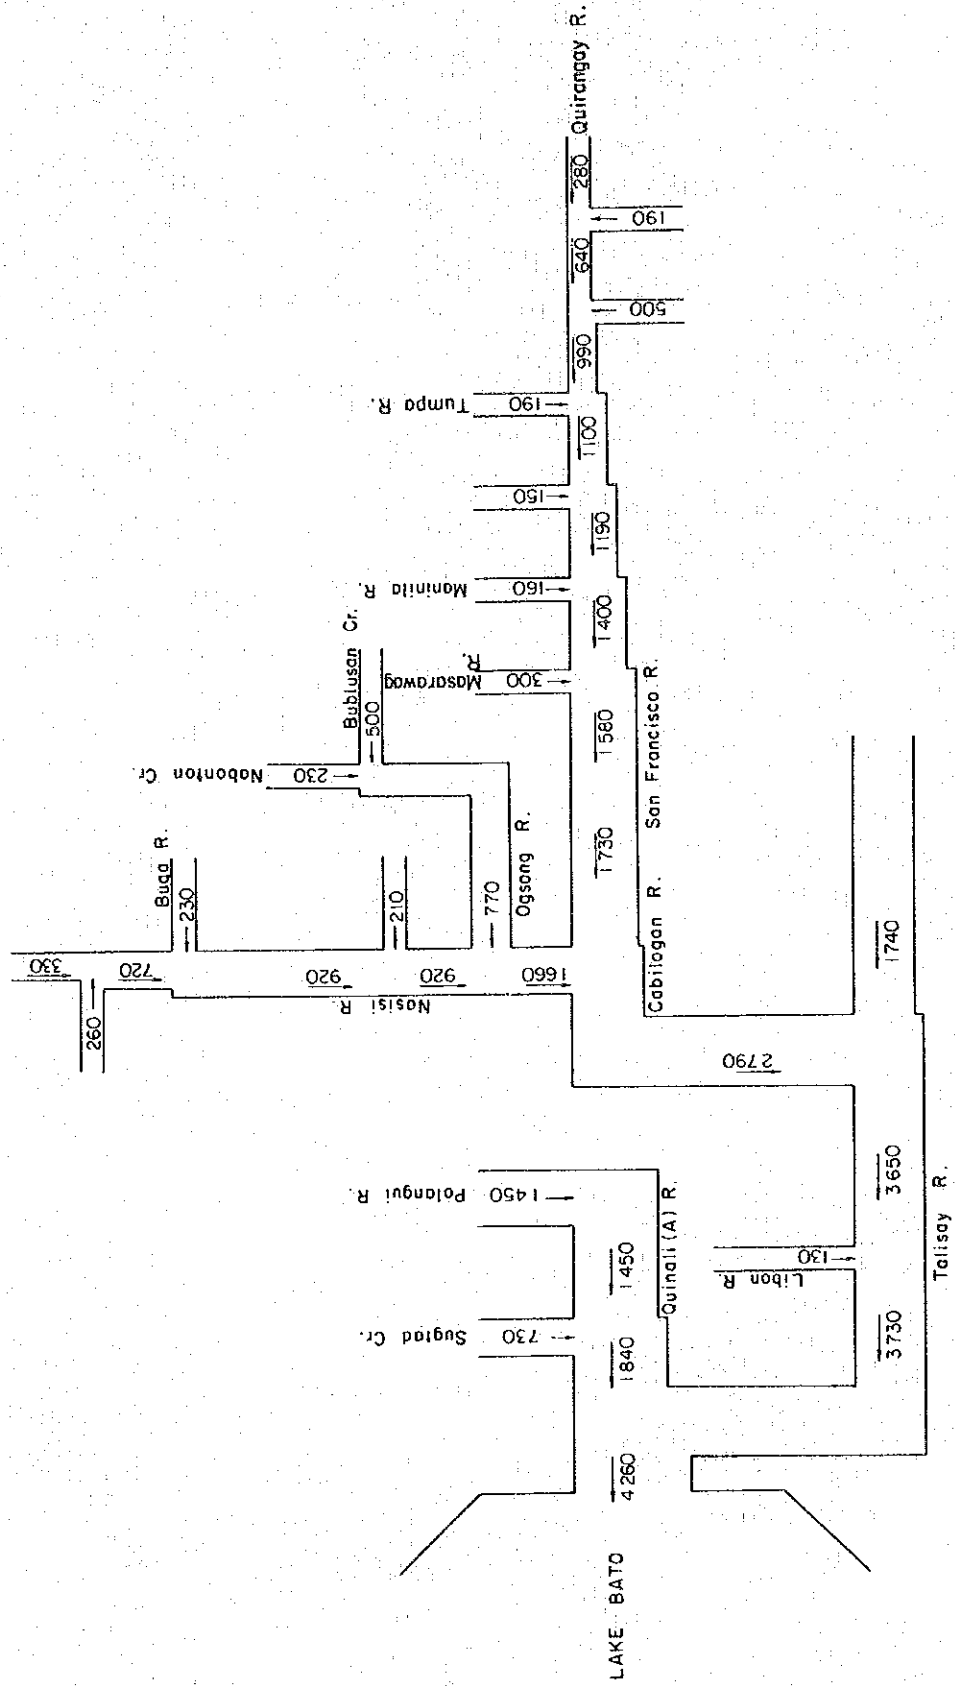 Quirangay R.
280
190
640
500
990
Tumpa R.
190
1100
150
1190
Maninila R.
160
1400
Masarawag R.
300
1580
San Francisco R.
1730
Cabilogan R.
Bublusan Cr.
500
Nabonton Cr.
230
Ogsong R.
770
Buga R.
230
210
330
260
720
920
Nasisi R
920
1660
2790
1740
Talisay R.
3650
Libon R.
130
3730
Polangui R.
1450
1450
Quinali (A) R.
Sugtad Cr.
730
1840
4260
LAKE BATO